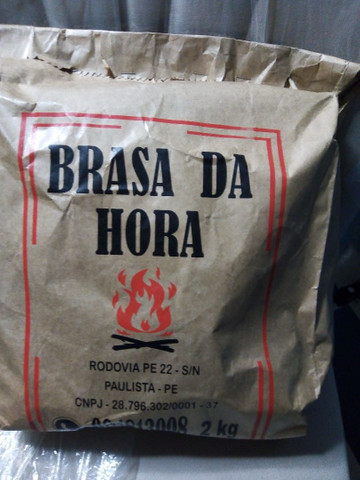 BRASA DA
HORA
RODOVIA PE 22 - S/N
PAULISTA - PE
CNPJ - 28.796.302/0001 - 37
2 kg